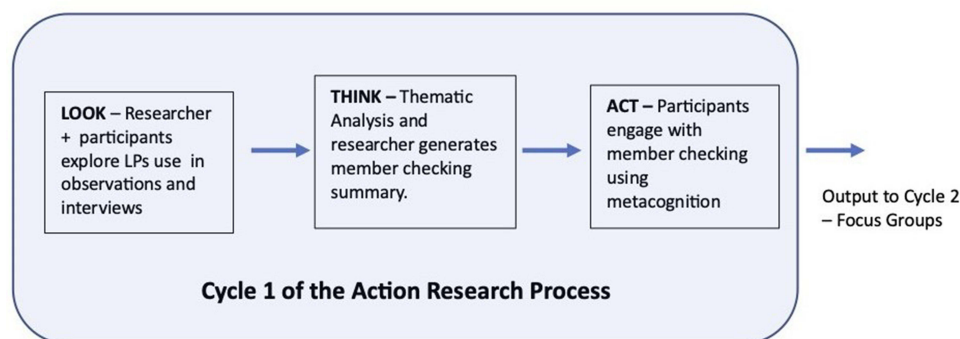 LOOK – Researcher
+ participants
explore LPs use in
observations and
interviews
THINK – Thematic
Analysis and
researcher generates
member checking
summary.
ACT – Participants
engage with
member checking
using
metacognition
Output to Cycle 2
– Focus Groups
Cycle 1 of the Action Research Process